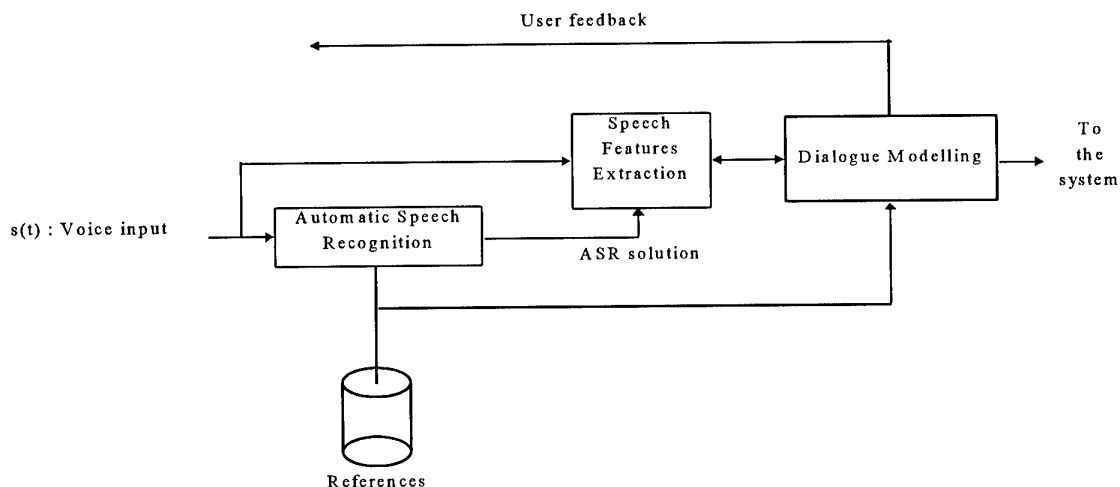 User feedback
Speech
Features
Extraction
Dialogue Modelling
To
the
system
s(t) : Voice input
Automatic Speech
Recognition
ASR solution
References